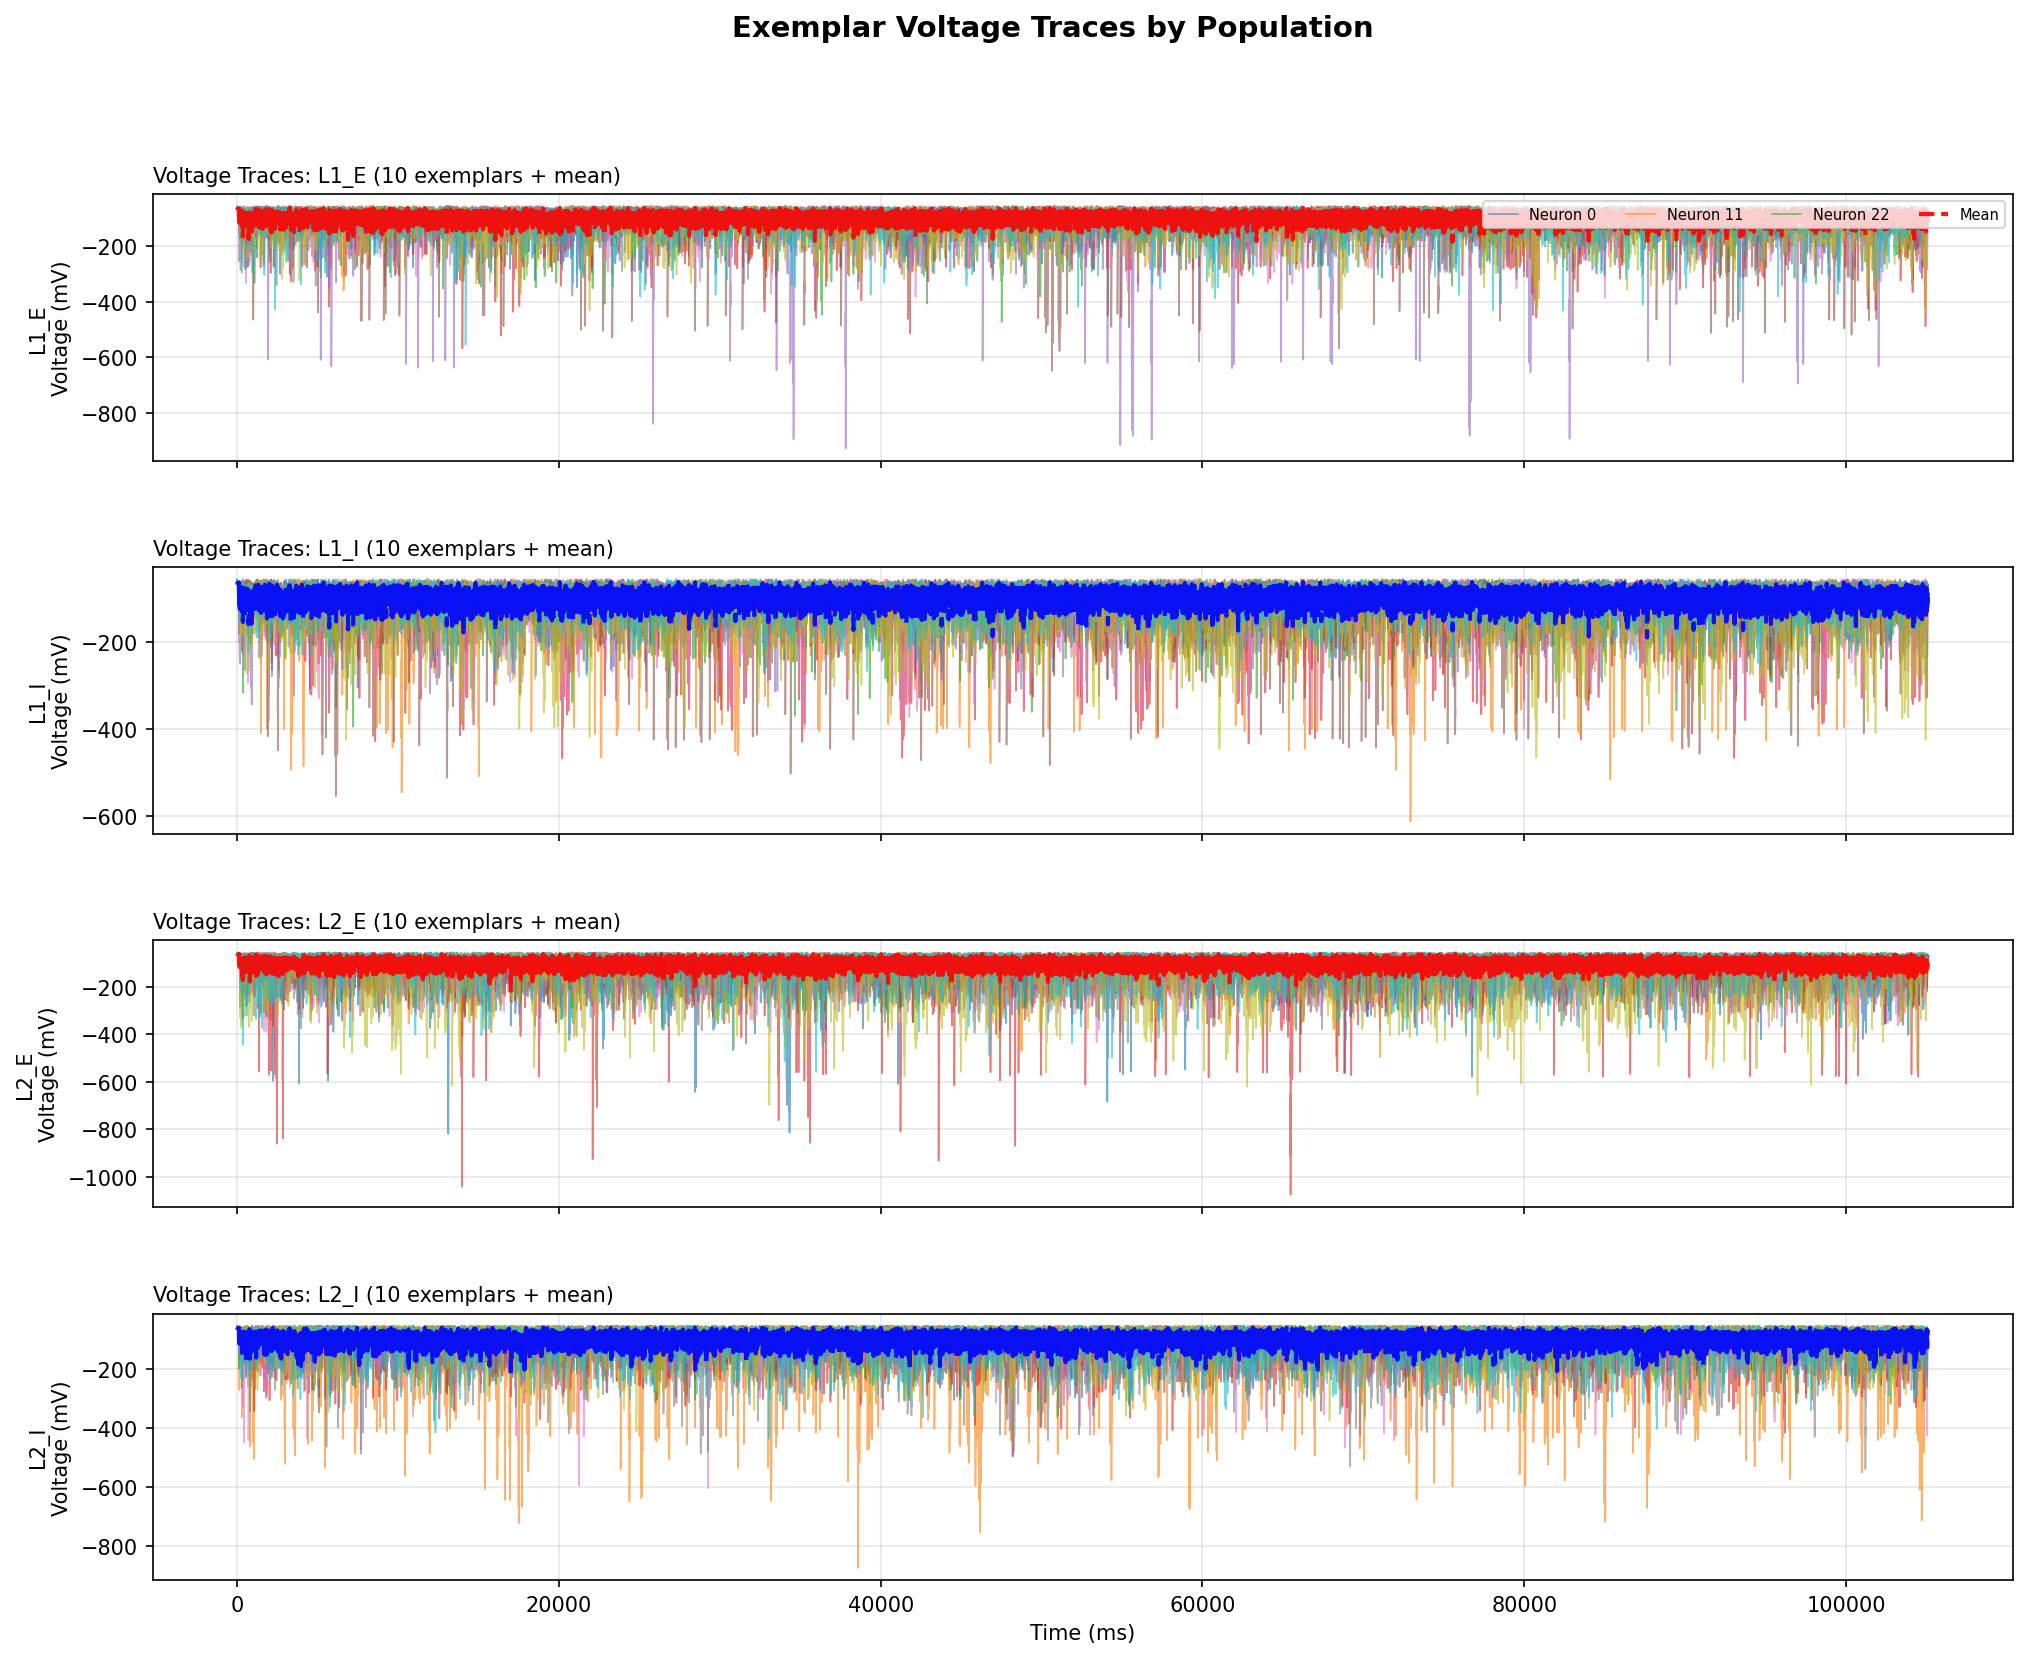 Exemplar Voltage Traces by Population
Voltage Traces: L1_E (10 exemplars + mean)
L1_E
Voltage (mV)
−200
−400
−600
−800
Neuron 0
Neuron 11
Neuron 22
Mean
Voltage Traces: L1_I (10 exemplars + mean)
L1_I
Voltage (mV)
−200
−400
−600
Voltage Traces: L2_E (10 exemplars + mean)
L2_E
Voltage (mV)
−200
−400
−600
−800
−1000
Voltage Traces: L2_I (10 exemplars + mean)
L2_I
Voltage (mV)
−200
−400
−600
−800
0 20000 40000 60000 80000 100000
Time (ms)